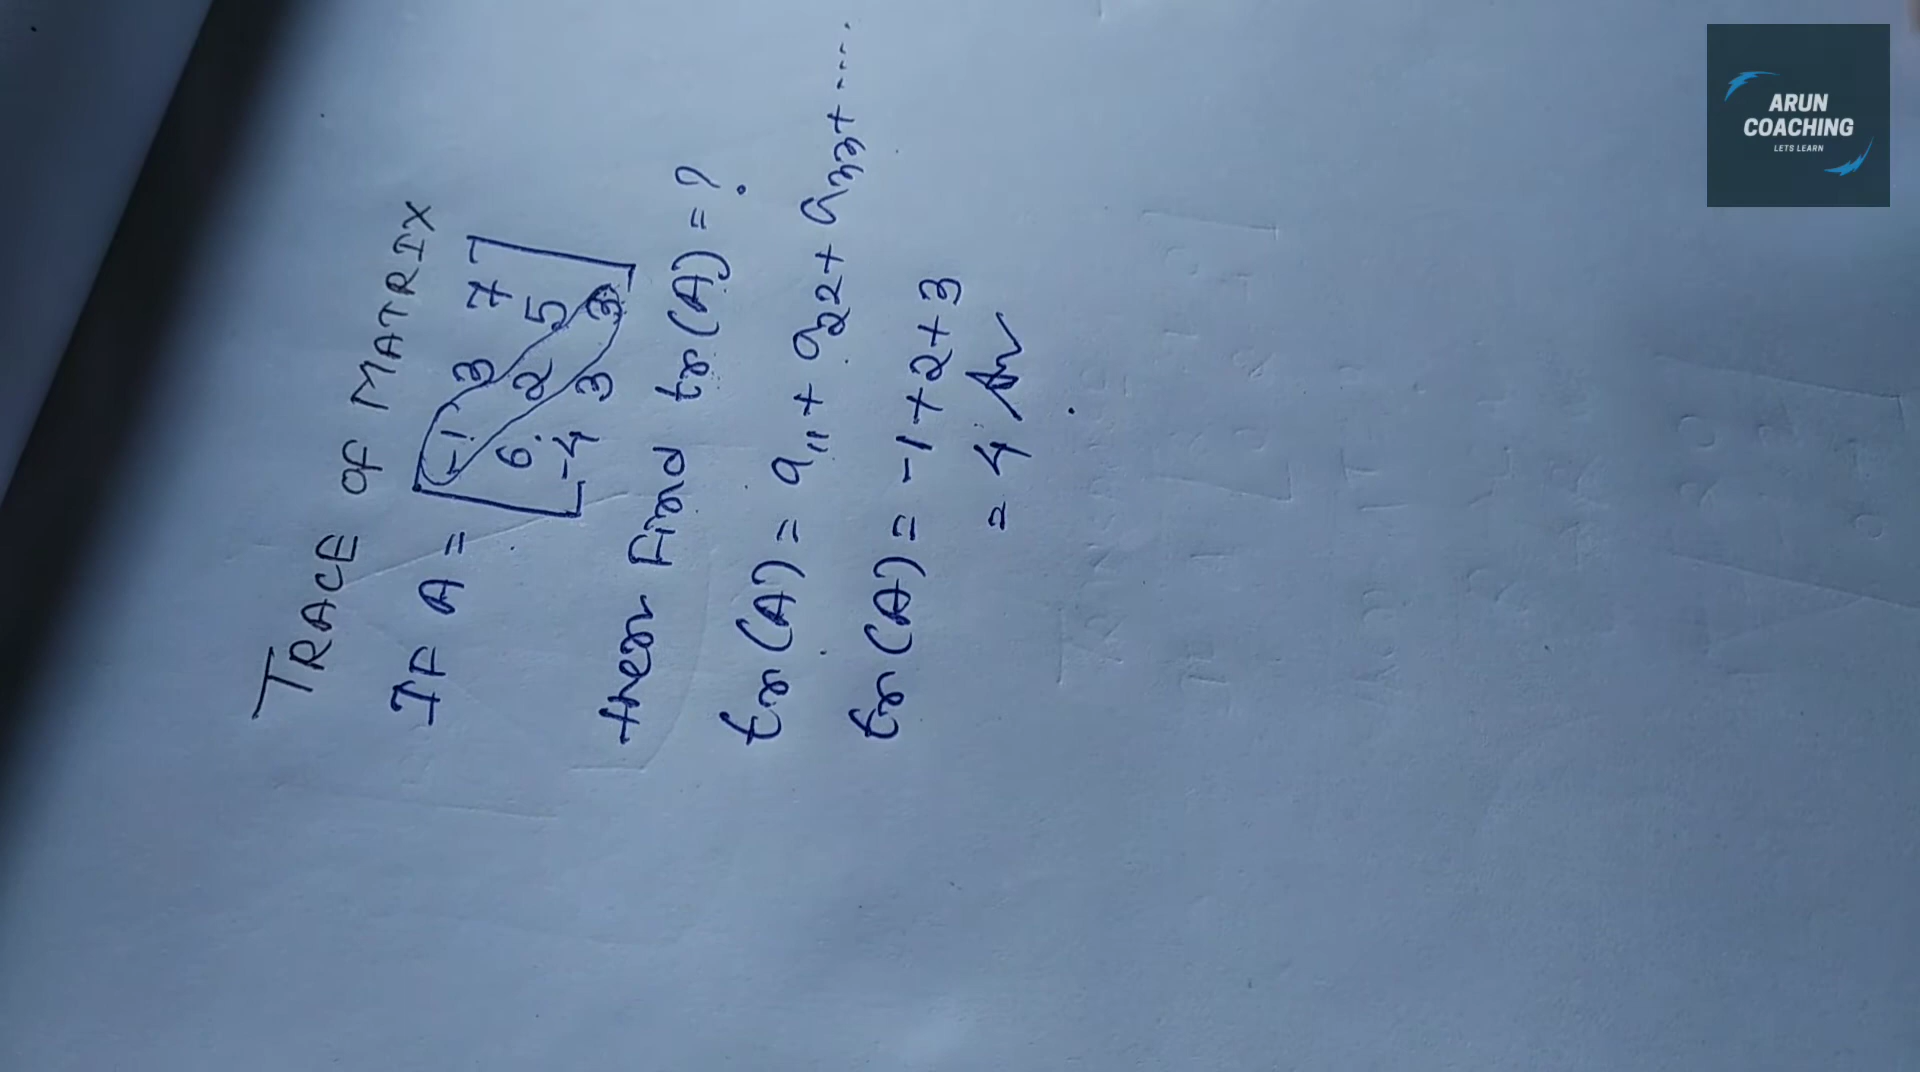 TRACE OF MATRIX
IF A = [-1 3 7
6 2 5
-4 3 3]
then Find tr(A) = ?
tr(A) = a11 + a22 + a33 + .....
tr(A) = -1 + 2 + 3
= 4 Ans
ARUN
COACHING
LETS LEARN